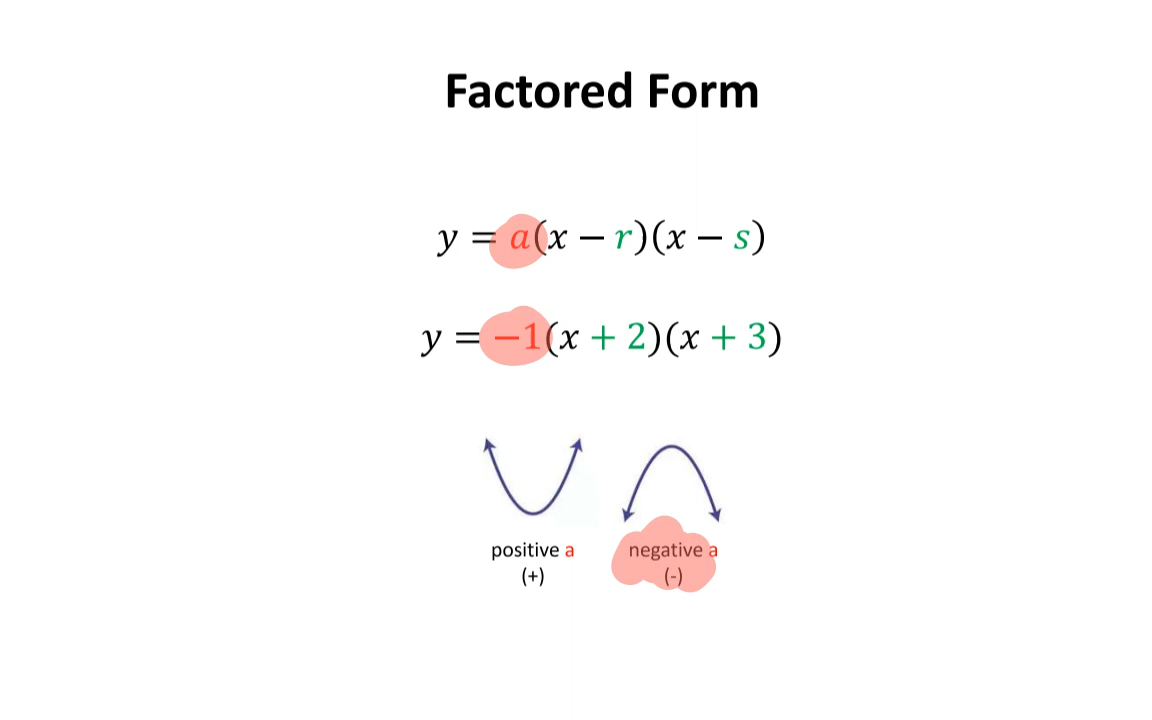 Factored Form
y = a(x − r)(x − s)
y = −1(x + 2)(x + 3)
positive a negative a
(+) (-)